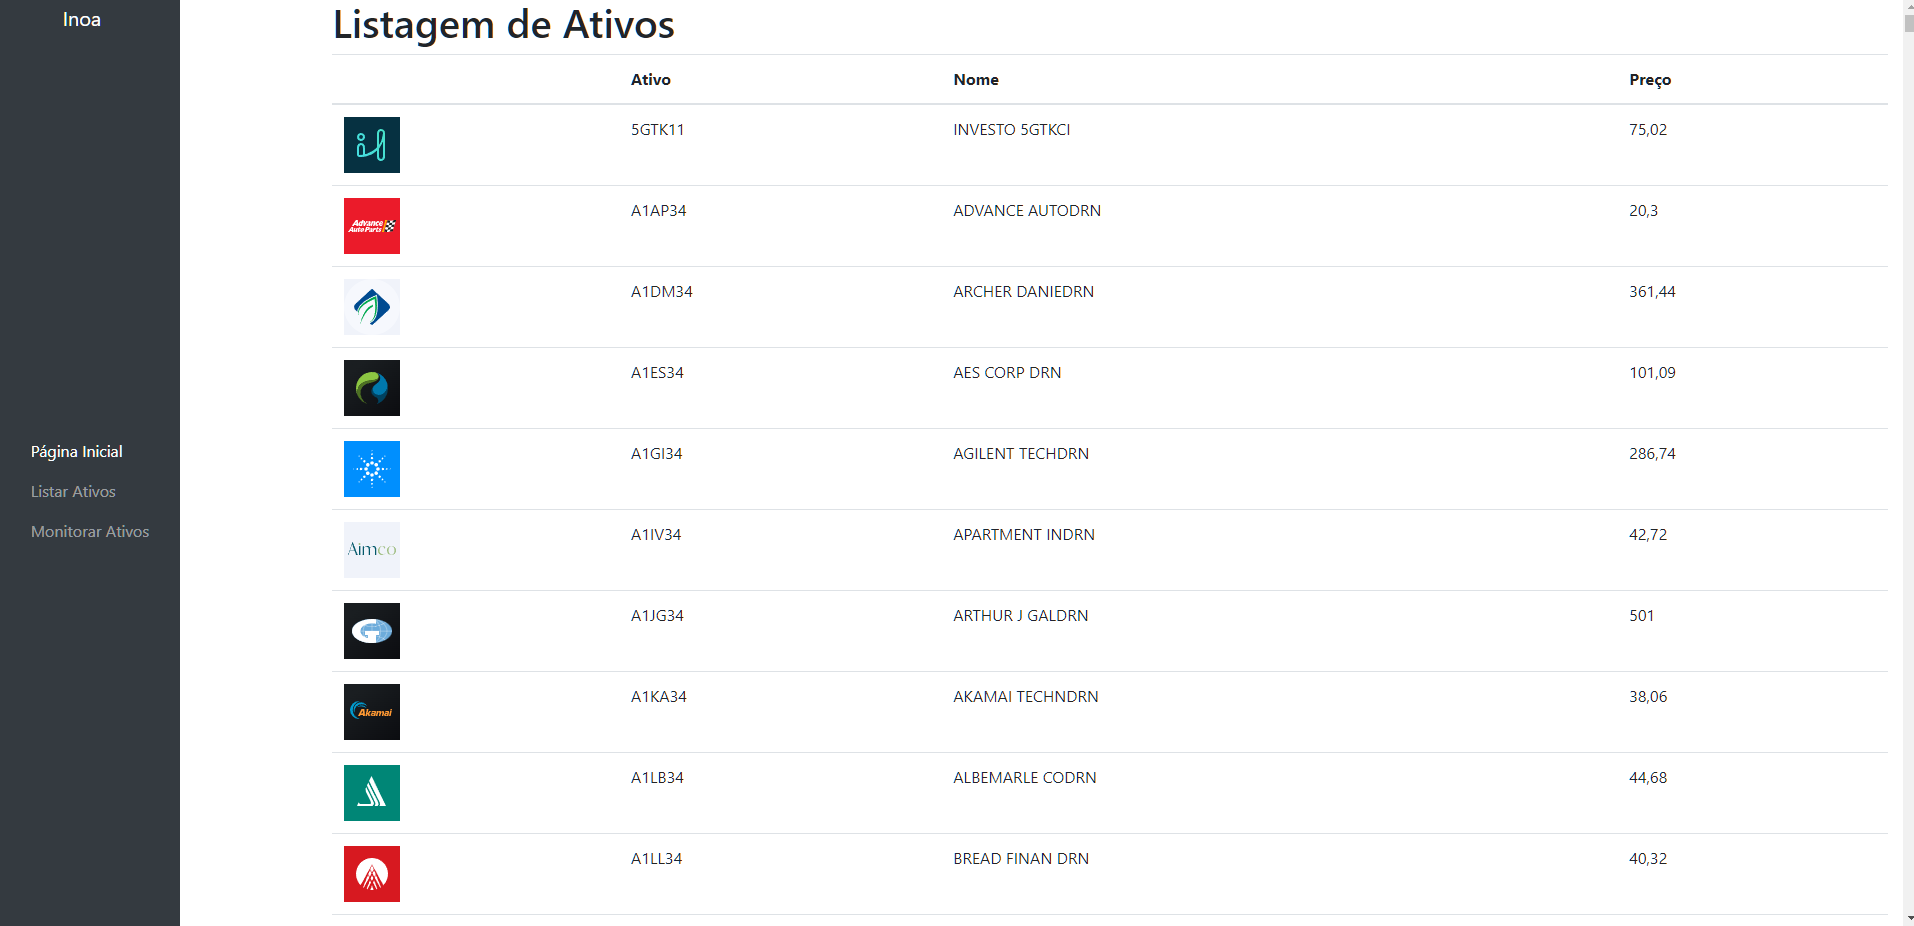 Inoa
Página Inicial
Listar Ativos
Monitorar Ativos
Listagem de Ativos
Ativo Nome Preço
5GTK11 INVESTO 5GTKCI 75,02
Advance Auto Parts A1AP34 ADVANCE AUTODRN 20,3
A1DM34 ARCHER DANIEDRN 361,44
A1ES34 AES CORP DRN 101,09
A1GI34 AGILENT TECHDRN 286,74
Aimco A1IV34 APARTMENT INDRN 42,72
A1JG34 ARTHUR J GALDRN 501
Akamai A1KA34 AKAMAI TECHNDRN 38,06
A1LB34 ALBEMARLE CODRN 44,68
A1LL34 BREAD FINAN DRN 40,32